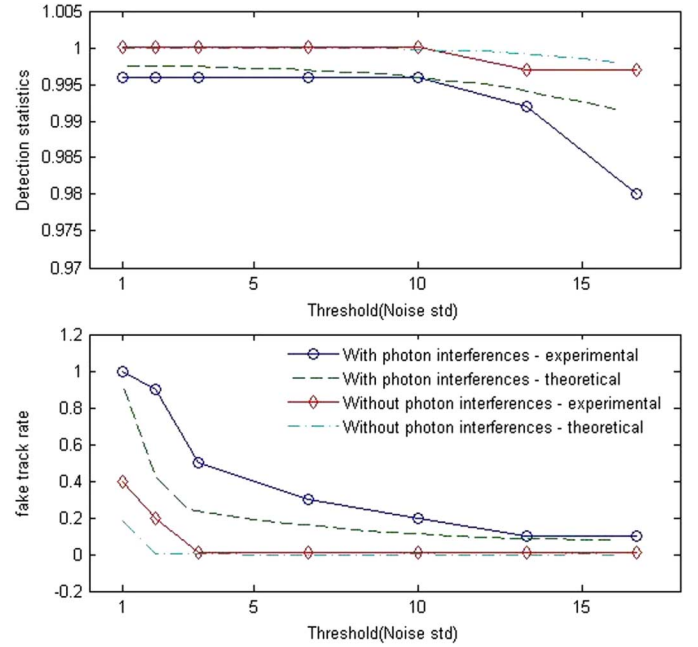 1.005
1
0.995
0.99
0.985
0.98
0.975
0.97
Detection statistics
1 5 10 15
Threshold(Noise std)
1.2
1
0.8
0.6
0.4
0.2
0
-0.2
fake track rate
With photon interferences - experimental
With photon interferences - theoretical
Without photon interferences - experimental
Without photon interferences - theoretical
1 5 10 15
Threshold(Noise std)